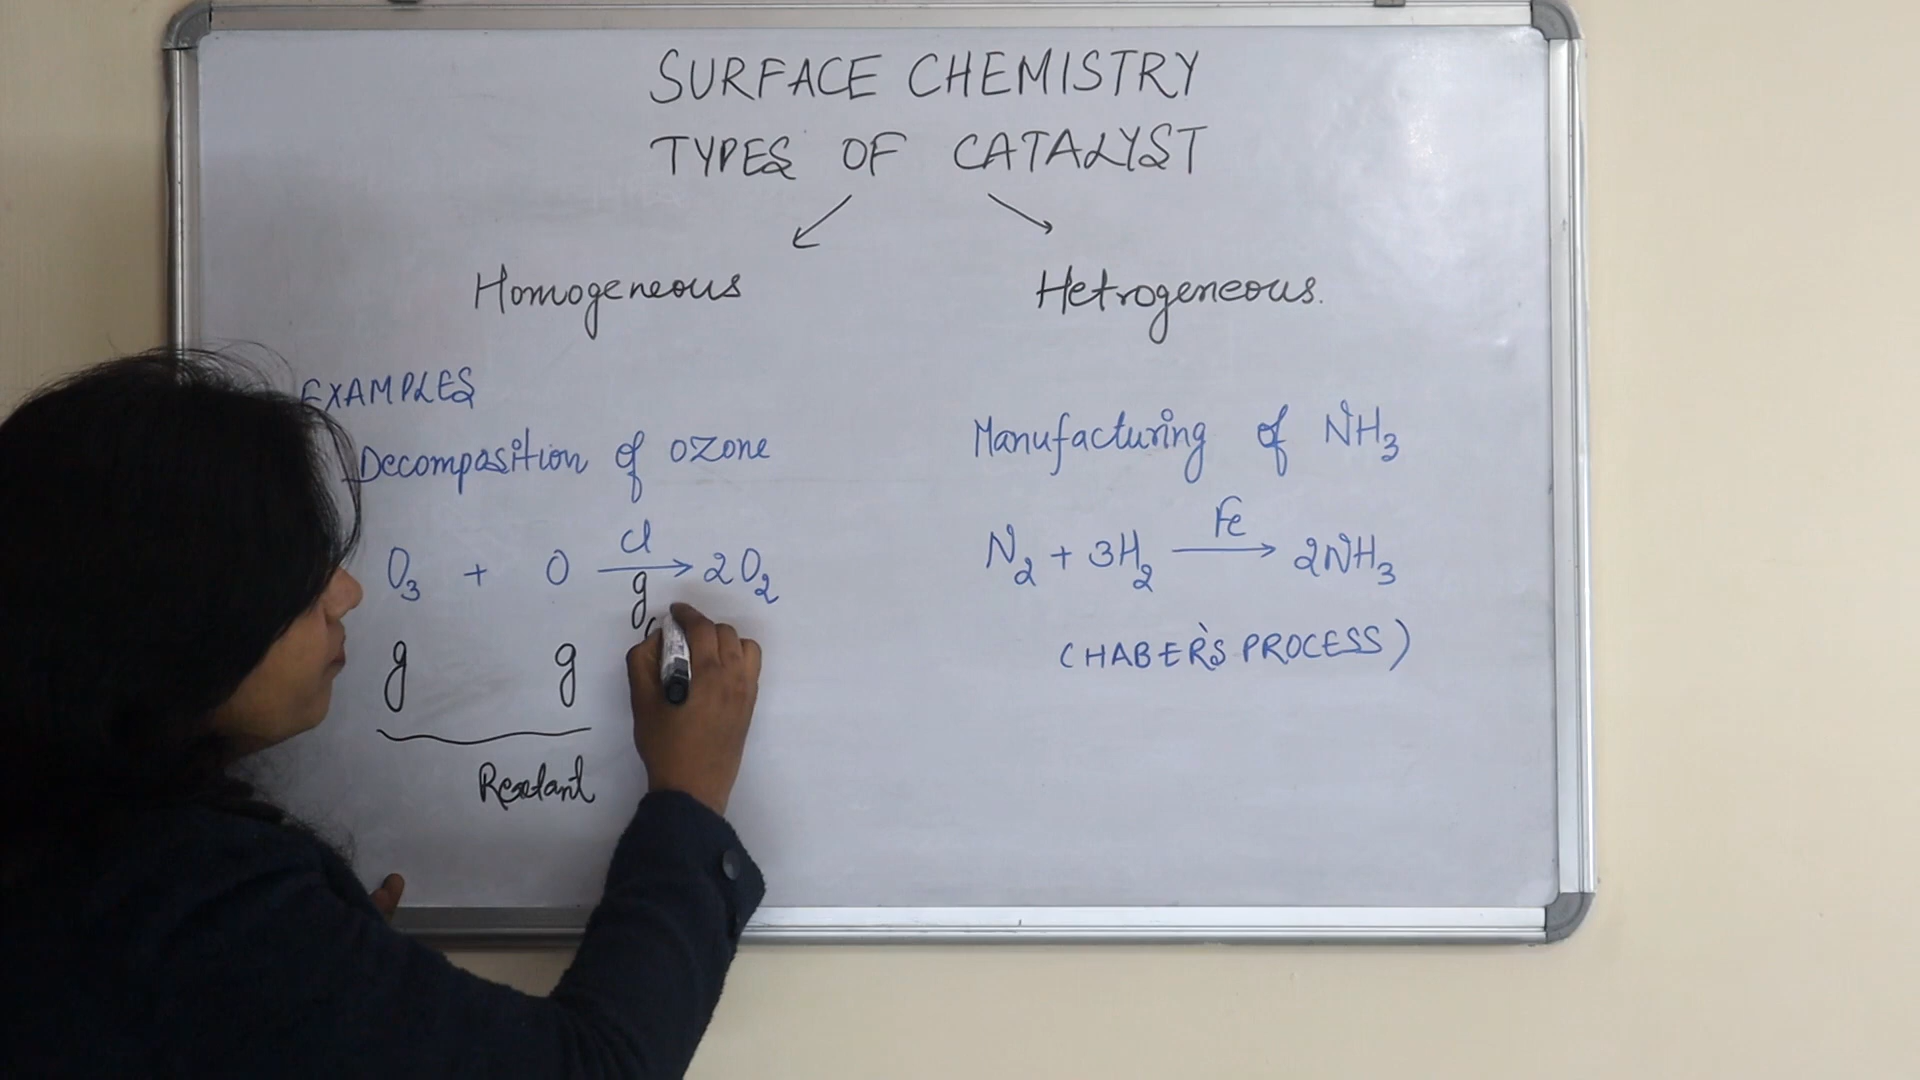 SURFACE CHEMISTRY
TYPES OF CATALYST
Homogeneous
Hetrogeneous.
EXAMPLES
Decomposition of ozone
O₃ + O Cl → 2O₂
g
g g
Manufacturing of NH₃
N₂ + 3H₂ Fe → 2NH₃
(HABER'S PROCESS)